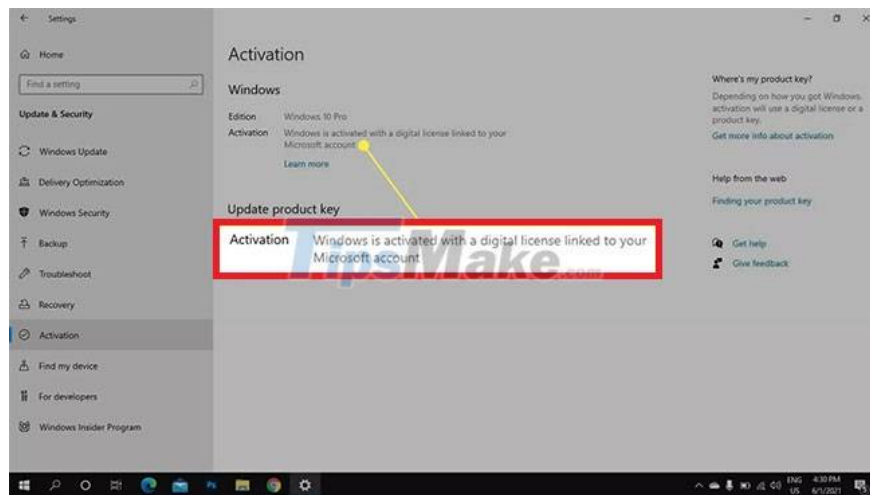 Settings
Home
Find a setting
Update & Security
Windows Update
Delivery Optimization
Windows Security
Backup
Troubleshoot
Recovery
Activation
Find my device
For developers
Windows Insider Program
Activation
Windows
Edition Windows 10 Pro
Activation Windows is activated with a digital license linked to your
Microsoft account
Learn more
Update product key
Activation Windows is activated with a digital license linked to your
Microsoft account
TipsMake.com
Where's my product key?
Depending on how you got Windows,
activation will use a digital license or a
product key.
Get more info about activation
Help from the web
Finding your product key
Get help
Give feedback
Ps
ENG 4:30 PM
US 6/1/2021